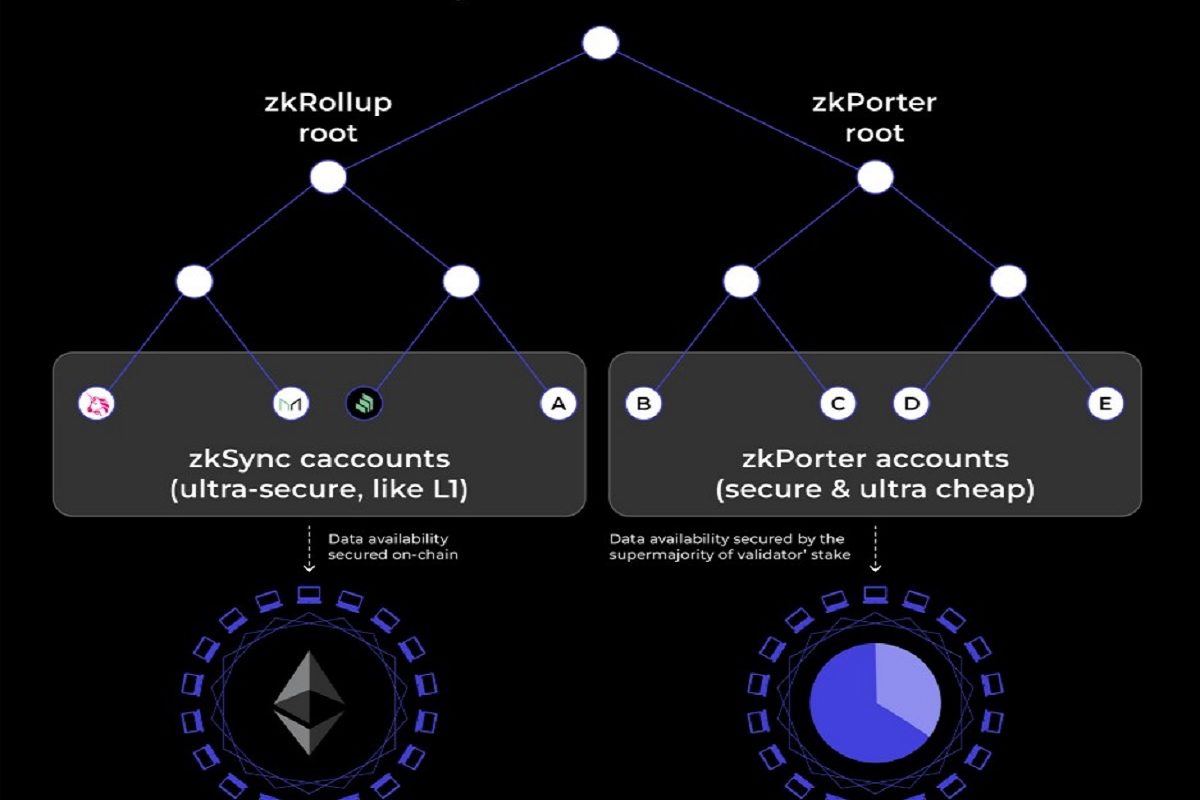 zkRollup
root
zkPorter
root
A
B
C
D
E
zkSync caccounts
(ultra-secure, like L1)
zkPorter accounts
(secure & ultra cheap)
Data availability
secured on-chain
Data availability secured by the
supermajority of validator' stake